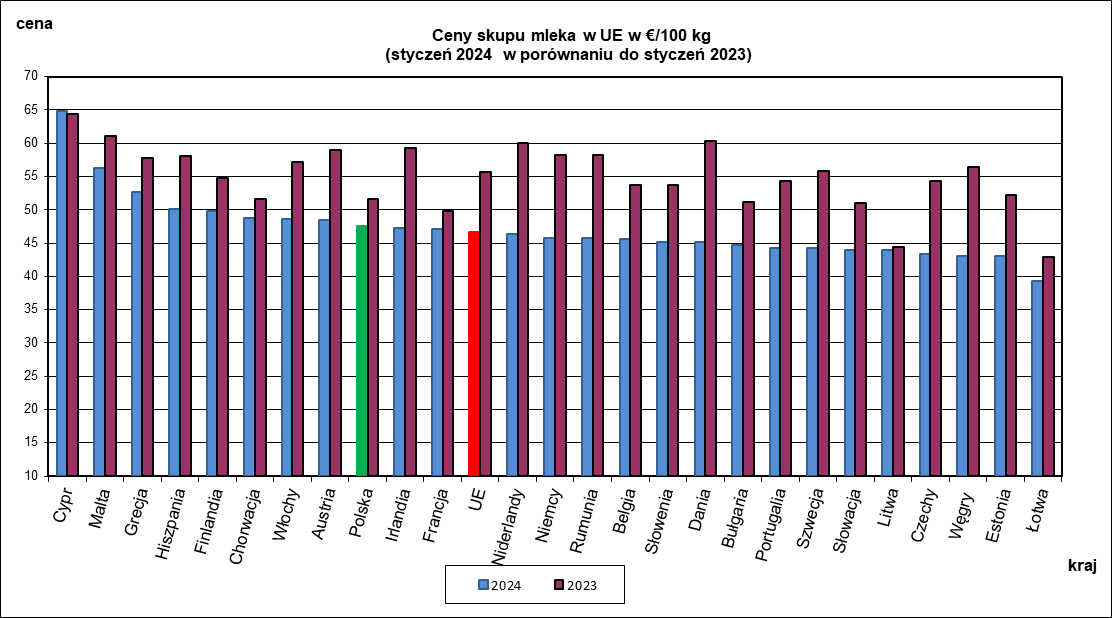 cena
Ceny skupu mleka w UE w €/100 kg
(styczeń 2024 w porównaniu do styczeń 2023)
70
65
60
55
50
45
40
35
30
25
20
15
10
Cypr
Malta
Grecja
Hiszpania
Finlandia
Chorwacja
Włochy
Austria
Polska
Irlandia
Francja
UE
Niderlandy
Niemcy
Rumunia
Belgia
Słowenia
Dania
Bułgaria
Portugalia
Szwecja
Słowacja
Litwa
Czechy
Węgry
Estonia
Łotwa
kraj
2024
2023